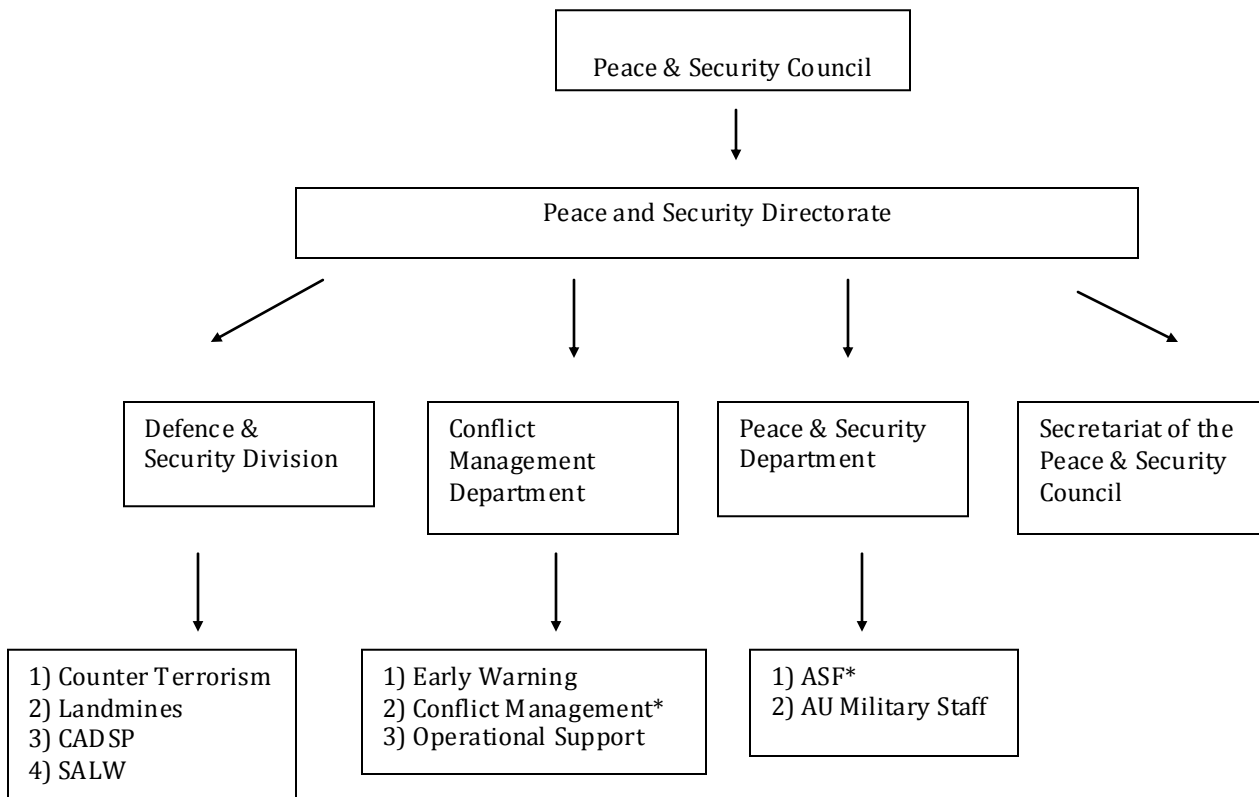 Peace & Security Council
Peace and Security Directorate
Defence &
Security Division
Conflict
Management
Department
Peace & Security
Department
Secretariat of the
Peace & Security
Council
1) Counter Terrorism
2) Landmines
3) CADSP
4) SALW
1) Early Warning
2) Conflict Management*
3) Operational Support
1) ASF*
2) AU Military Staff